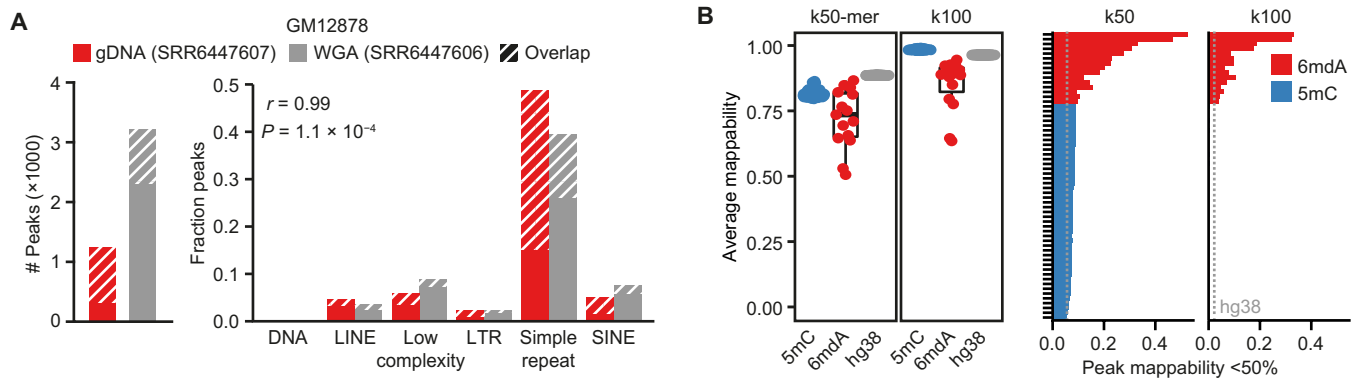 A
GM12878
gDNA (SRR6447607) WGA (SRR6447606) Overlap
# Peaks (×1000)
4
3
2
1
0
Fraction peaks
0.5
0.4
0.3
0.2
0.1
0.0
r = 0.99
P = 1.1 × 10⁻⁴
DNA LINE Low complexity LTR Simple repeat SINE
B
k50-mer k100
Average mappability
1.00
0.75
0.50
0.25
0.00
5mC 6mdA hg38 5mC 6mdA hg38
k50 k100
6mdA
5mC
hg38
0.0 0.2 0.4 0.0 0.2 0.4
Peak mappability <50%